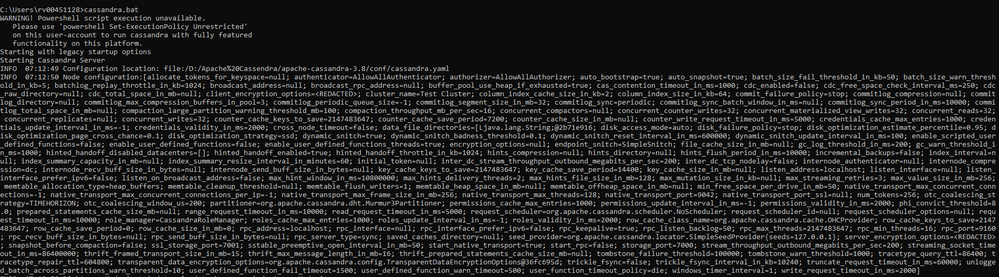 C:\Users\rv00451128>cassandra.bat
WARNING! Powershell script execution unavailable.
   Please use 'powershell Set-ExecutionPolicy Unrestricted'
   on this user-account to run cassandra with fully featured
   functionality on this platform.
Starting with legacy startup options
Starting Cassandra Server
INFO  07:12:49 Configuration location: file:/D:/Apache%20Cassendra/apache-cassandra-3.8/conf/cassandra.yaml
INFO  07:12:50 Node configuration:[allocate_tokens_for_keyspace=null; authenticator=AllowAllAuthenticator; authorizer=AllowAllAuthorizer; auto_bootstrap=true; auto_snapshot=true; batch_size_fail_threshold_in_kb=50; batch_size_warn_thresh
old_in_kb=5; batchlog_replay_throttle_in_kb=1024; broadcast_address=null; broadcast_rpc_address=null; buffer_pool_use_heap_if_exhausted=true; cas_contention_timeout_in_ms=1000; cdc_enabled=false; cdc_free_space_check_interval_ms=250; cdc
_raw_directory=null; cdc_total_space_in_mb=null; client_encryption_options=<REDACTED>; cluster_name=Test Cluster; column_index_cache_size_in_kb=2; column_index_size_in_kb=64; commit_failure_policy=stop; commitlog_compression=null; commit
log_directory=null; commitlog_max_compression_buffers_in_pool=3; commitlog_periodic_queue_size=-1; commitlog_segment_size_in_mb=32; commitlog_sync=periodic; commitlog_sync_batch_window_in_ms=null; commitlog_sync_period_in_ms=10000; commi
tlog_total_space_in_mb=null; compaction_large_partition_warning_threshold_mb=100; compaction_throughput_mb_per_sec=16; concurrent_compactors=null; concurrent_counter_writes=32; concurrent_materialized_view_writes=32; concurrent_reads=32;
 concurrent_replicates=null; concurrent_writes=32; counter_cache_keys_to_save=2147483647; counter_cache_save_period=7200; counter_cache_size_in_mb=null; counter_write_request_timeout_in_ms=5000; credentials_cache_max_entries=1000; creden
tials_update_interval_in_ms=-1; credentials_validity_in_ms=2000; cross_node_timeout=false; data_file_directories=[Ljava.lang.String;@2b71e916; disk_access_mode=auto; disk_failure_policy=stop; disk_optimization_estimate_percentile=0.95; d
isk_optimization_page_cross_chance=0.1; disk_optimization_strategy=ssd; dynamic_snitch=true; dynamic_snitch_badness_threshold=0.1; dynamic_snitch_reset_interval_in_ms=600000; dynamic_snitch_update_interval_in_ms=100; enable_scripted_user
_defined_functions=false; enable_user_defined_functions=false; enable_user_defined_functions_threads=true; encryption_options=null; endpoint_snitch=SimpleSnitch; file_cache_size_in_mb=null; gc_log_threshold_in_ms=200; gc_warn_threshold_i
n_ms=1000; hinted_handoff_disabled_datacenters=[]; hinted_handoff_enabled=true; hinted_handoff_throttle_in_kb=1024; hints_compression=null; hints_directory=null; hints_flush_period_in_ms=10000; incremental_backups=false; index_interval=n
ull; index_summary_capacity_in_mb=null; index_summary_resize_interval_in_minutes=60; initial_token=null; inter_dc_stream_throughput_outbound_megabits_per_sec=200; inter_dc_tcp_nodelay=false; internode_authenticator=null; internode_compre
ssion=dc; internode_recv_buff_size_in_bytes=null; internode_send_buff_size_in_bytes=null; key_cache_keys_to_save=2147483647; key_cache_save_period=14400; key_cache_size_in_mb=null; listen_address=localhost; listen_interface=null; listen_
interface_prefer_ipv6=false; listen_on_broadcast_address=false; max_hint_window_in_ms=10800000; max_hints_delivery_threads=2; max_hints_file_size_in_mb=128; max_mutation_size_in_kb=null; max_streaming_retries=3; max_value_size_in_mb=256;
 memtable_allocation_type=heap_buffers; memtable_cleanup_threshold=null; memtable_flush_writers=1; memtable_heap_space_in_mb=null; memtable_offheap_space_in_mb=null; min_free_space_per_drive_in_mb=50; native_transport_max_concurrent_conn
ections=-1; native_transport_max_concurrent_connections_per_ip=-1; native_transport_max_frame_size_in_mb=256; native_transport_max_threads=128; native_transport_port=9042; native_transport_port_ssl=null; num_tokens=256; otc_coalescing_st
rategy=TIMEHORIZON; otc_coalescing_window_us=200; partitioner=org.apache.cassandra.dht.Murmur3Partitioner; permissions_cache_max_entries=1000; permissions_update_interval_in_ms=-1; permissions_validity_in_ms=2000; phi_convict_threshold=8
.0; prepared_statements_cache_size_mb=null; range_request_timeout_in_ms=10000; read_request_timeout_in_ms=5000; request_scheduler=org.apache.cassandra.scheduler.NoScheduler; request_scheduler_id=null; request_scheduler_options=null; requ
est_timeout_in_ms=10000; role_manager=CassandraRoleManager; roles_cache_max_entries=1000; roles_update_interval_in_ms=-1; roles_validity_in_ms=2000; row_cache_class_name=org.apache.cassandra.cache.OHCProvider; row_cache_keys_to_save=2147
483647; row_cache_save_period=0; row_cache_size_in_mb=0; rpc_address=localhost; rpc_interface=null; rpc_interface_prefer_ipv6=false; rpc_keepalive=true; rpc_listen_backlog=50; rpc_max_threads=2147483647; rpc_min_threads=16; rpc_port=9160
; rpc_recv_buff_size_in_bytes=null; rpc_send_buff_size_in_bytes=null; rpc_server_type=sync; saved_caches_directory=null; seed_provider=org.apache.cassandra.locator.SimpleSeedProvider{seeds=127.0.0.1}; server_encryption_options=<REDACTED>
; snapshot_before_compaction=false; ssl_storage_port=7001; sstable_preemptive_open_interval_in_mb=50; start_native_transport=true; start_rpc=false; storage_port=7000; stream_throughput_outbound_megabits_per_sec=200; streaming_socket_time
out_in_ms=86400000; thrift_framed_transport_size_in_mb=15; thrift_max_message_length_in_mb=16; thrift_prepared_statements_cache_size_mb=null; tombstone_failure_threshold=100000; tombstone_warn_threshold=1000; tracetype_query_ttl=86400; t
racetype_repair_ttl=604800; transparent_data_encryption_options=org.apache.cassandra.config.TransparentDataEncryptionOptions@36fc695d; trickle_fsync=false; trickle_fsync_interval_in_kb=10240; truncate_request_timeout_in_ms=60000; unlogge
d_batch_across_partitions_warn_threshold=10; user_defined_function_fail_timeout=1500; user_defined_function_warn_timeout=500; user_function_timeout_policy=die; windows_timer_interval=1; write_request_timeout_in_ms=2000]